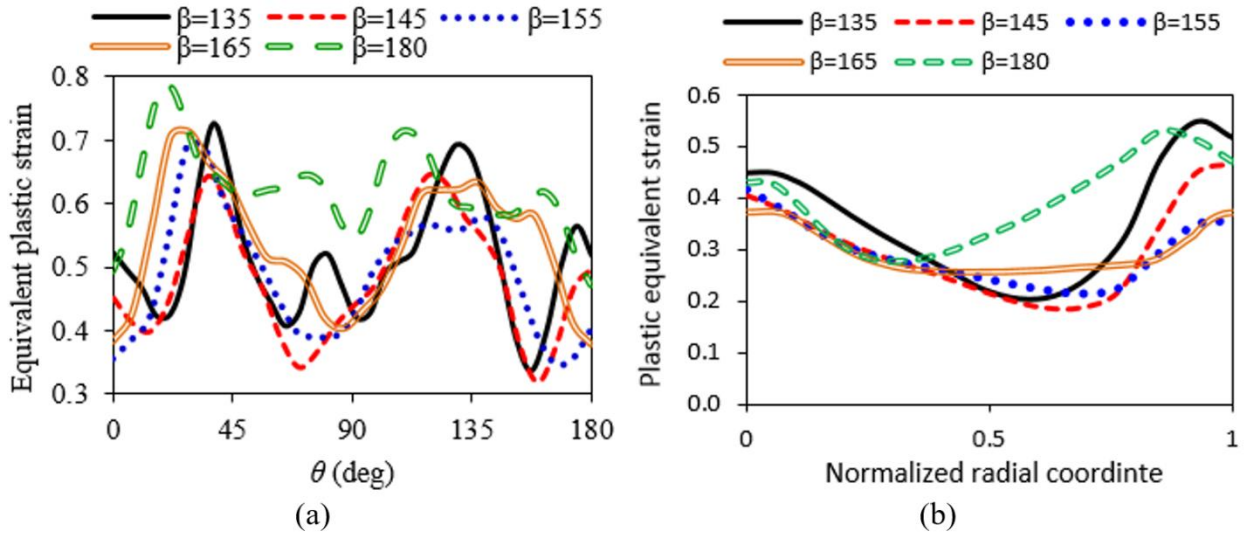 β=135 β=145 β=155
β=165 β=180
Equivalent plastic strain
0.8
0.7
0.6
0.5
0.4
0.3
0 45 90 135 180
θ (deg)
(a)
β=135 β=145 β=155
β=165 β=180
Plastic equivalent strain
0.6
0.5
0.4
0.3
0.2
0.1
0.0
0 0.5 1
Normalized radial coordinte
(b)